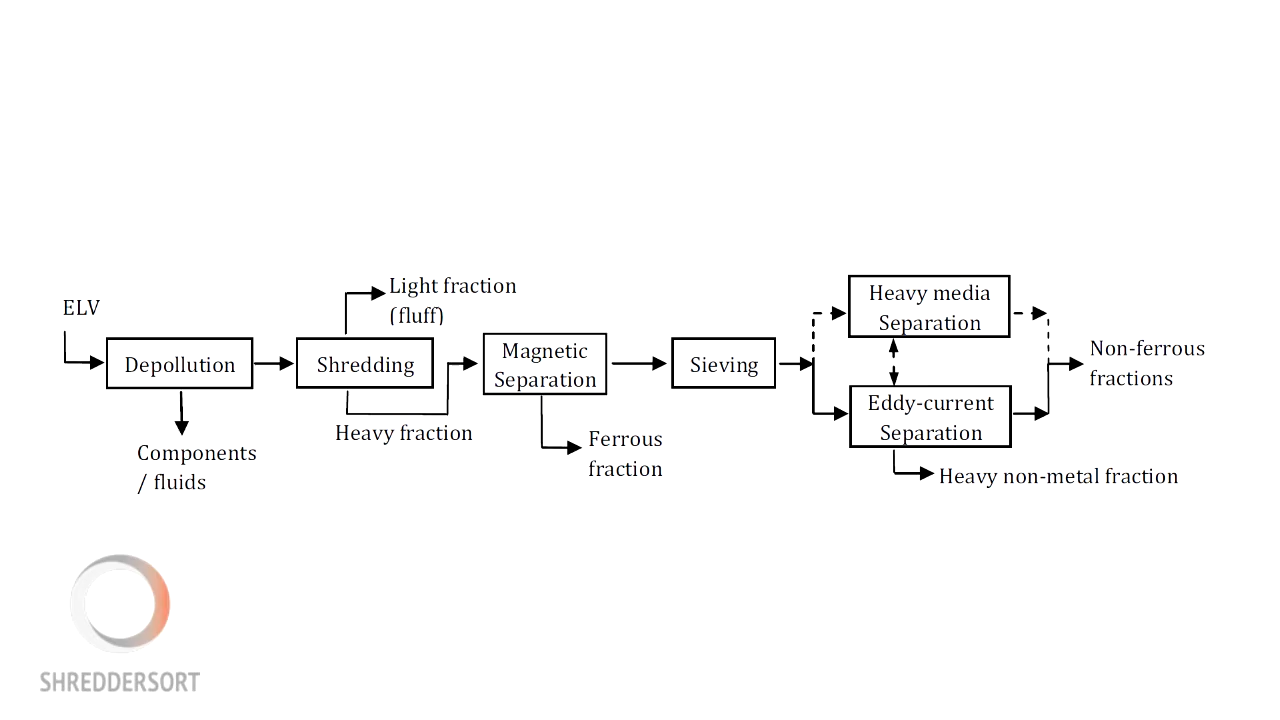 ELV
Depollution
Components
/ fluids
Shredding
Light fraction
(fluff)
Heavy fraction
Magnetic
Separation
Ferrous
fraction
Sieving
Heavy media
Separation
Eddy-current
Separation
Heavy non-metal fraction
Non-ferrous
fractions
SHREDDERSORT